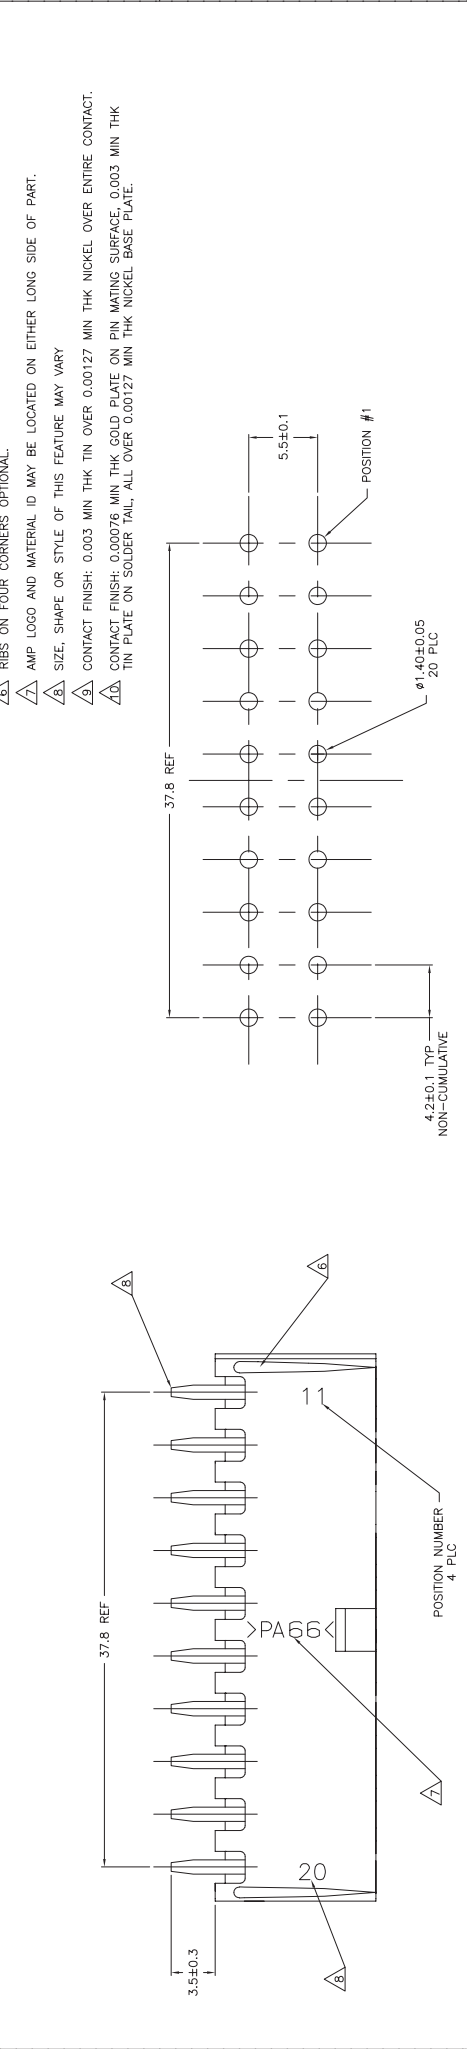 6 RIBS ON FOUR CORNERS OPTIONAL.
7 AMP LOGO AND MATERIAL ID MAY BE LOCATED ON EITHER LONG SIDE OF PART.
8 SIZE, SHAPE OR STYLE OF THIS FEATURE MAY VARY
9 CONTACT FINISH: 0.003 MIN THK TIN OVER 0.00127 MIN THK NICKEL OVER ENTIRE CONTACT.
10 CONTACT FINISH: 0.00076 MIN THK GOLD PLATE ON PIN MATING SURFACE, 0.003 MIN THK
TIN PLATE ON SOLDER TAIL, ALL OVER 0.00127 MIN THK NICKEL BASE PLATE.
37.8 REF
5.5±0.1
POSITION #1
ø1.40±0.05
20 PLC
4.2±0.1 TYP
NON-CUMULATIVE
37.8 REF
3.5±0.3
8
6
11
>PA66<
20
POSITION NUMBER
4 PLC
7
8